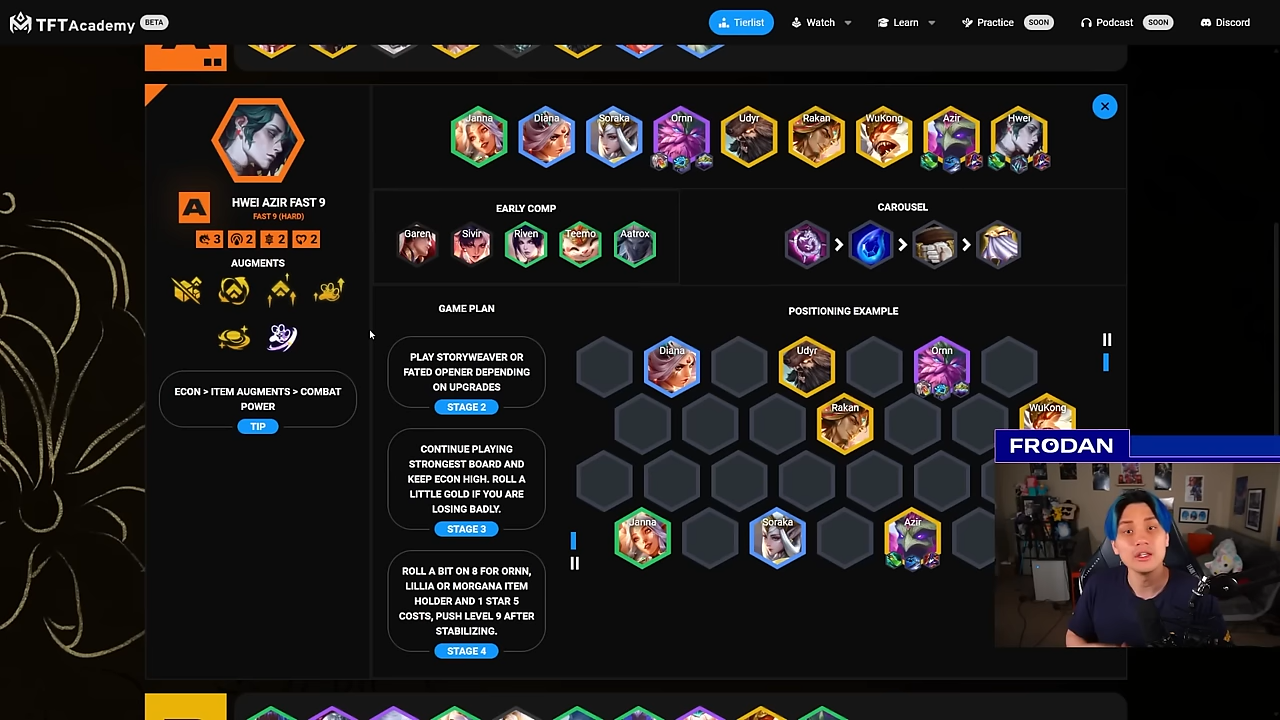 TFTAcademy BETA
Tierlist
Watch
Learn
Practice SOON
Podcast SOON
Discord
A
HWEI AZIR FAST 9
FAST 9 (HARD)
3 2 2 2
AUGMENTS
ECON > ITEM AUGMENTS > COMBAT
POWER
TIP
Janna Diana Soraka Ornn Udyr Rakan WuKong Azir Hwei
EARLY COMP
Garen Sivir Riven Teemo Aatrox
CAROUSEL
GAME PLAN
PLAY STORYWEAVER OR
FATED OPENER DEPENDING
ON UPGRADES
STAGE 2
CONTINUE PLAYING
STRONGEST BOARD AND
KEEP ECON HIGH. ROLL A
LITTLE GOLD IF YOU ARE
LOSING BADLY.
STAGE 3
ROLL A BIT ON 8 FOR ORNN,
LILLIA OR MORGANA ITEM
HOLDER AND 1 STAR 5
COSTS, PUSH LEVEL 9 AFTER
STABILIZING.
STAGE 4
POSITIONING EXAMPLE
Diana Udyr Ornn
Rakan WuKong
Janna Soraka Azir
FRODAN